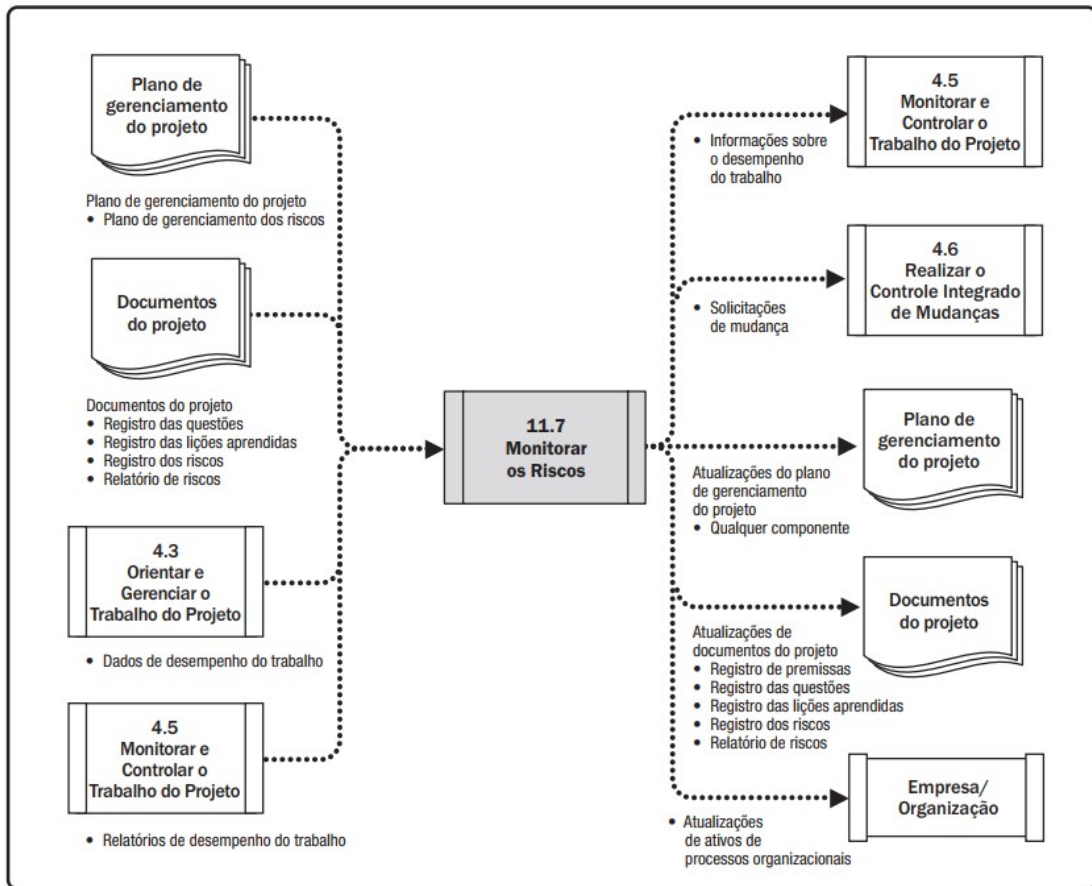 Plano de
gerenciamento
do projeto
Plano de gerenciamento do projeto
• Plano de gerenciamento dos riscos
Documentos
do projeto
Documentos do projeto
• Registro das questões
• Registro das lições aprendidas
• Registro dos riscos
• Relatório de riscos
4.3
Orientar e
Gerenciar o
Trabalho do Projeto
• Dados de desempenho do trabalho
4.5
Monitorar e
Controlar o
Trabalho do Projeto
• Relatórios de desempenho do trabalho
11.7
Monitorar
os Riscos
4.5
Monitorar e
Controlar o
Trabalho do Projeto
• Informações sobre
o desempenho
do trabalho
4.6
Realizar o
Controle Integrado
de Mudanças
• Solicitações
de mudança
Plano de
gerenciamento
do projeto
Atualizações do plano
de gerenciamento
do projeto
• Qualquer componente
Documentos
do projeto
Atualizações de
documentos do projeto
• Registro de premissas
• Registro das questões
• Registro das lições aprendidas
• Registro dos riscos
• Relatório de riscos
Empresa/
Organização
• Atualizações
de ativos de
processos organizacionais